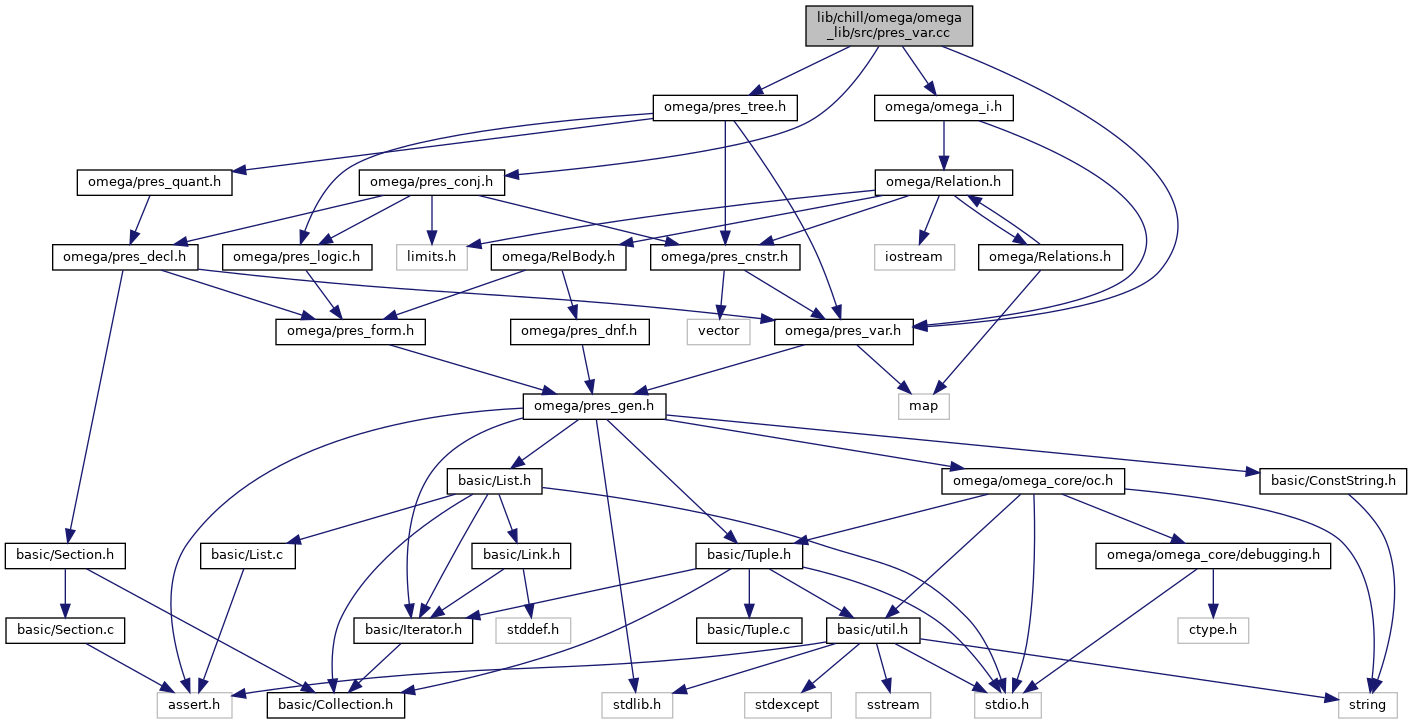 lib/chill/omega/omega
_lib/src/pres_var.cc
omega/pres_tree.h
omega/omega_i.h
omega/pres_quant.h
omega/pres_conj.h
omega/Relation.h
omega/pres_decl.h
omega/pres_logic.h
limits.h
omega/RelBody.h
omega/pres_cnstr.h
iostream
omega/Relations.h
omega/pres_form.h
omega/pres_dnf.h
vector
omega/pres_var.h
omega/pres_gen.h
map
basic/List.h
omega/omega_core/oc.h
basic/ConstString.h
basic/Section.h
basic/List.c
basic/Link.h
basic/Tuple.h
omega/omega_core/debugging.h
basic/Section.c
basic/Iterator.h
stddef.h
basic/Tuple.c
basic/util.h
ctype.h
assert.h
basic/Collection.h
stdlib.h
stdexcept
sstream
stdio.h
string